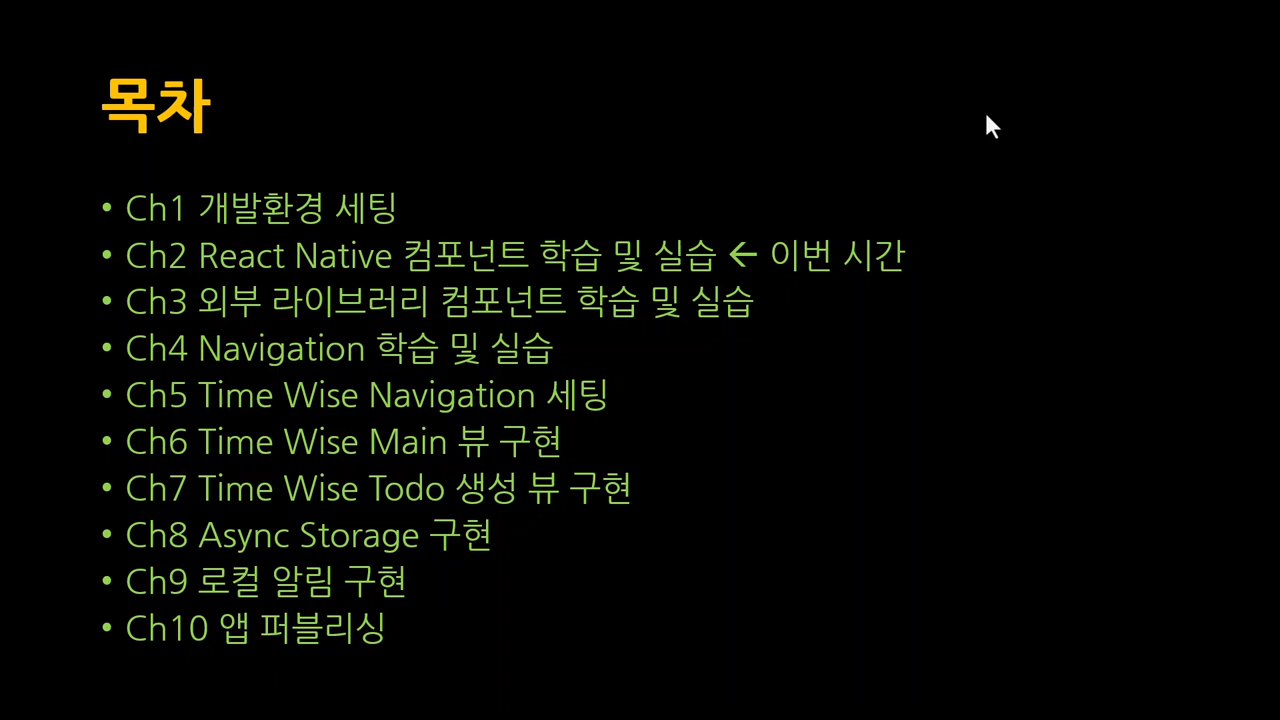 목차
• Ch1 개발환경 세팅
• Ch2 React Native 컴포넌트 학습 및 실습 ← 이번 시간
• Ch3 외부 라이브러리 컴포넌트 학습 및 실습
• Ch4 Navigation 학습 및 실습
• Ch5 Time Wise Navigation 세팅
• Ch6 Time Wise Main 뷰 구현
• Ch7 Time Wise Todo 생성 뷰 구현
• Ch8 Async Storage 구현
• Ch9 로컬 알림 구현
• Ch10 앱 퍼블리싱